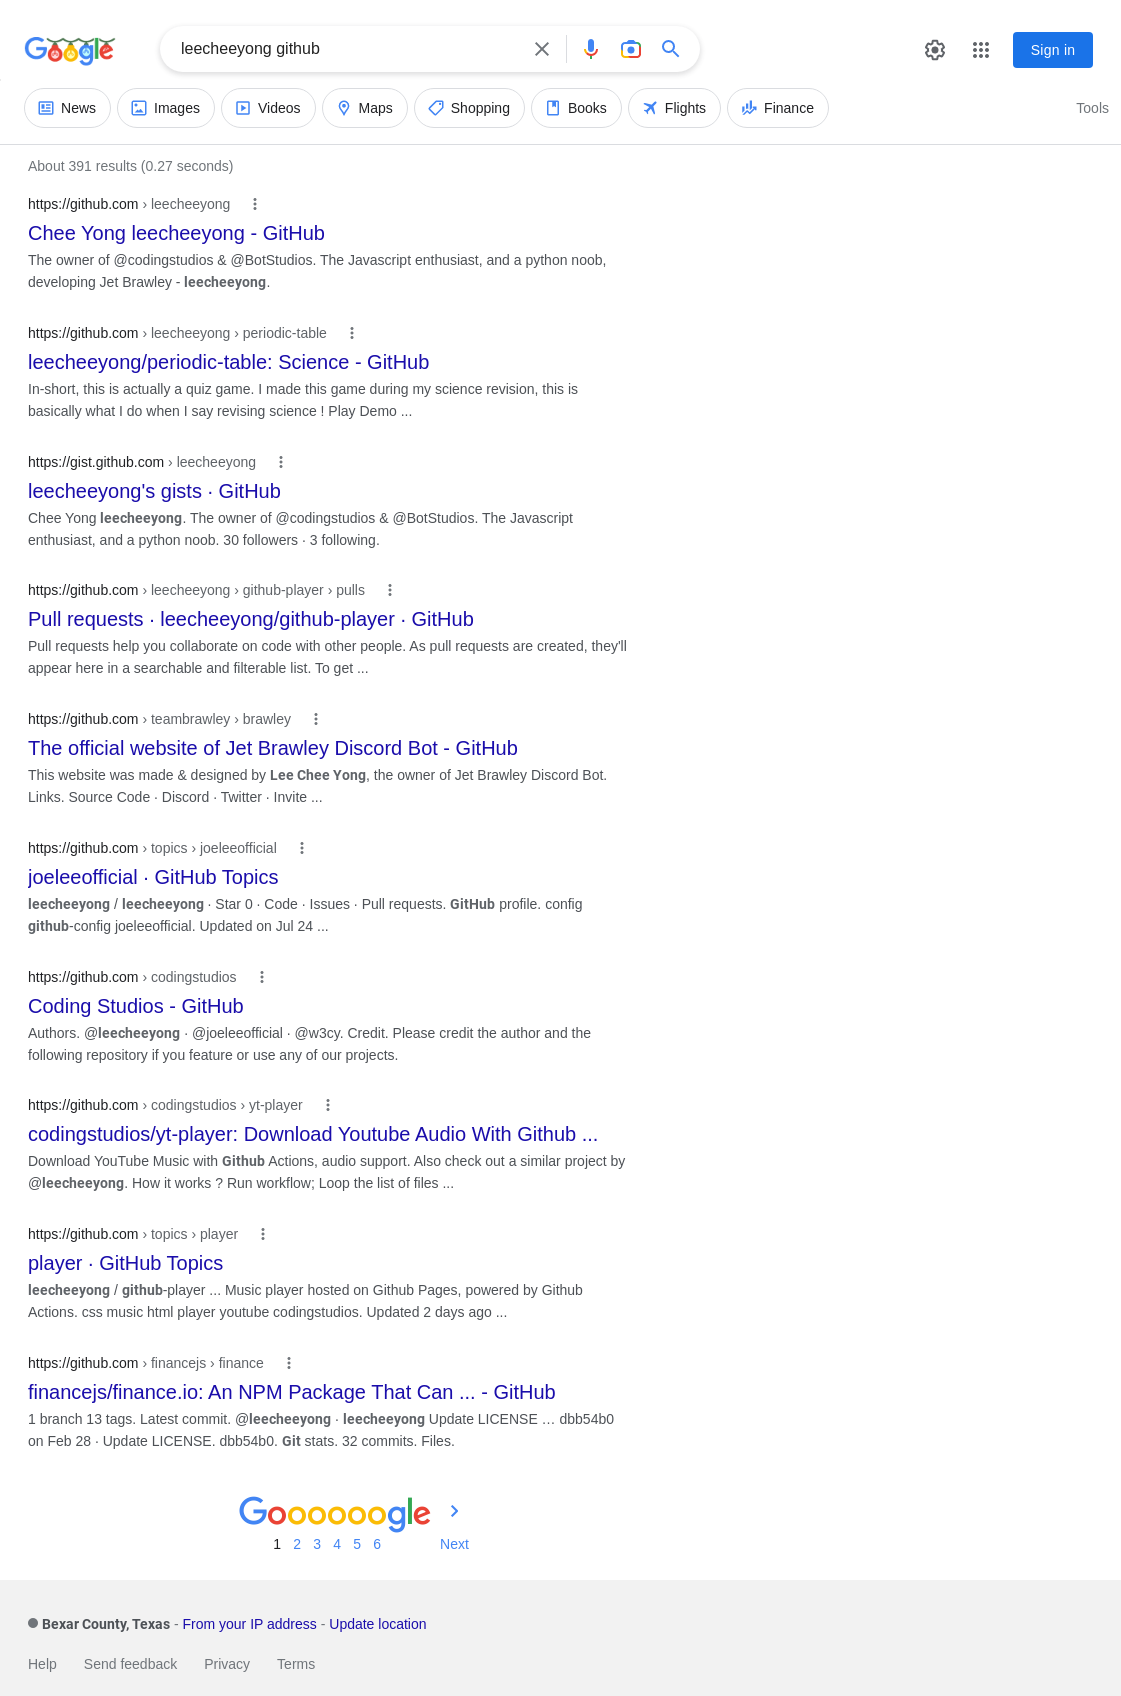 Google
leecheeyong github
Sign in
News Images Videos Maps Shopping Books Flights Finance Tools
About 391 results (0.27 seconds)
https://github.com › leecheeyong
Chee Yong leecheeyong - GitHub
The owner of @codingstudios & @BotStudios. The Javascript enthusiast, and a python noob,
developing Jet Brawley - leecheeyong.
https://github.com › leecheeyong › periodic-table
leecheeyong/periodic-table: Science - GitHub
In-short, this is actually a quiz game. I made this game during my science revision, this is
basically what I do when I say revising science ! Play Demo ...
https://gist.github.com › leecheeyong
leecheeyong's gists · GitHub
Chee Yong leecheeyong. The owner of @codingstudios & @BotStudios. The Javascript
enthusiast, and a python noob. 30 followers · 3 following.
https://github.com › leecheeyong › github-player › pulls
Pull requests · leecheeyong/github-player · GitHub
Pull requests help you collaborate on code with other people. As pull requests are created, they'll
appear here in a searchable and filterable list. To get ...
https://github.com › teambrawley › brawley
The official website of Jet Brawley Discord Bot - GitHub
This website was made & designed by Lee Chee Yong, the owner of Jet Brawley Discord Bot.
Links. Source Code · Discord · Twitter · Invite ...
https://github.com › topics › joeleeofficial
joeleeofficial · GitHub Topics
leecheeyong / leecheeyong · Star 0 · Code · Issues · Pull requests. GitHub profile. config
github-config joeleeofficial. Updated on Jul 24 ...
https://github.com › codingstudios
Coding Studios - GitHub
Authors. @leecheeyong · @joeleeofficial · @w3cy. Credit. Please credit the author and the
following repository if you feature or use any of our projects.
https://github.com › codingstudios › yt-player
codingstudios/yt-player: Download Youtube Audio With Github ...
Download YouTube Music with Github Actions, audio support. Also check out a similar project by
@leecheeyong. How it works ? Run workflow; Loop the list of files ...
https://github.com › topics › player
player · GitHub Topics
leecheeyong / github-player ... Music player hosted on Github Pages, powered by Github
Actions. css music html player youtube codingstudios. Updated 2 days ago ...
https://github.com › financejs › finance
financejs/finance.io: An NPM Package That Can ... - GitHub
1 branch 13 tags. Latest commit. @leecheeyong · leecheeyong Update LICENSE … dbb54b0
on Feb 28 · Update LICENSE. dbb54b0. Git stats. 32 commits. Files.
Goooooogle
1 2 3 4 5 6 Next
Bexar County, Texas - From your IP address - Update location
Help Send feedback Privacy Terms